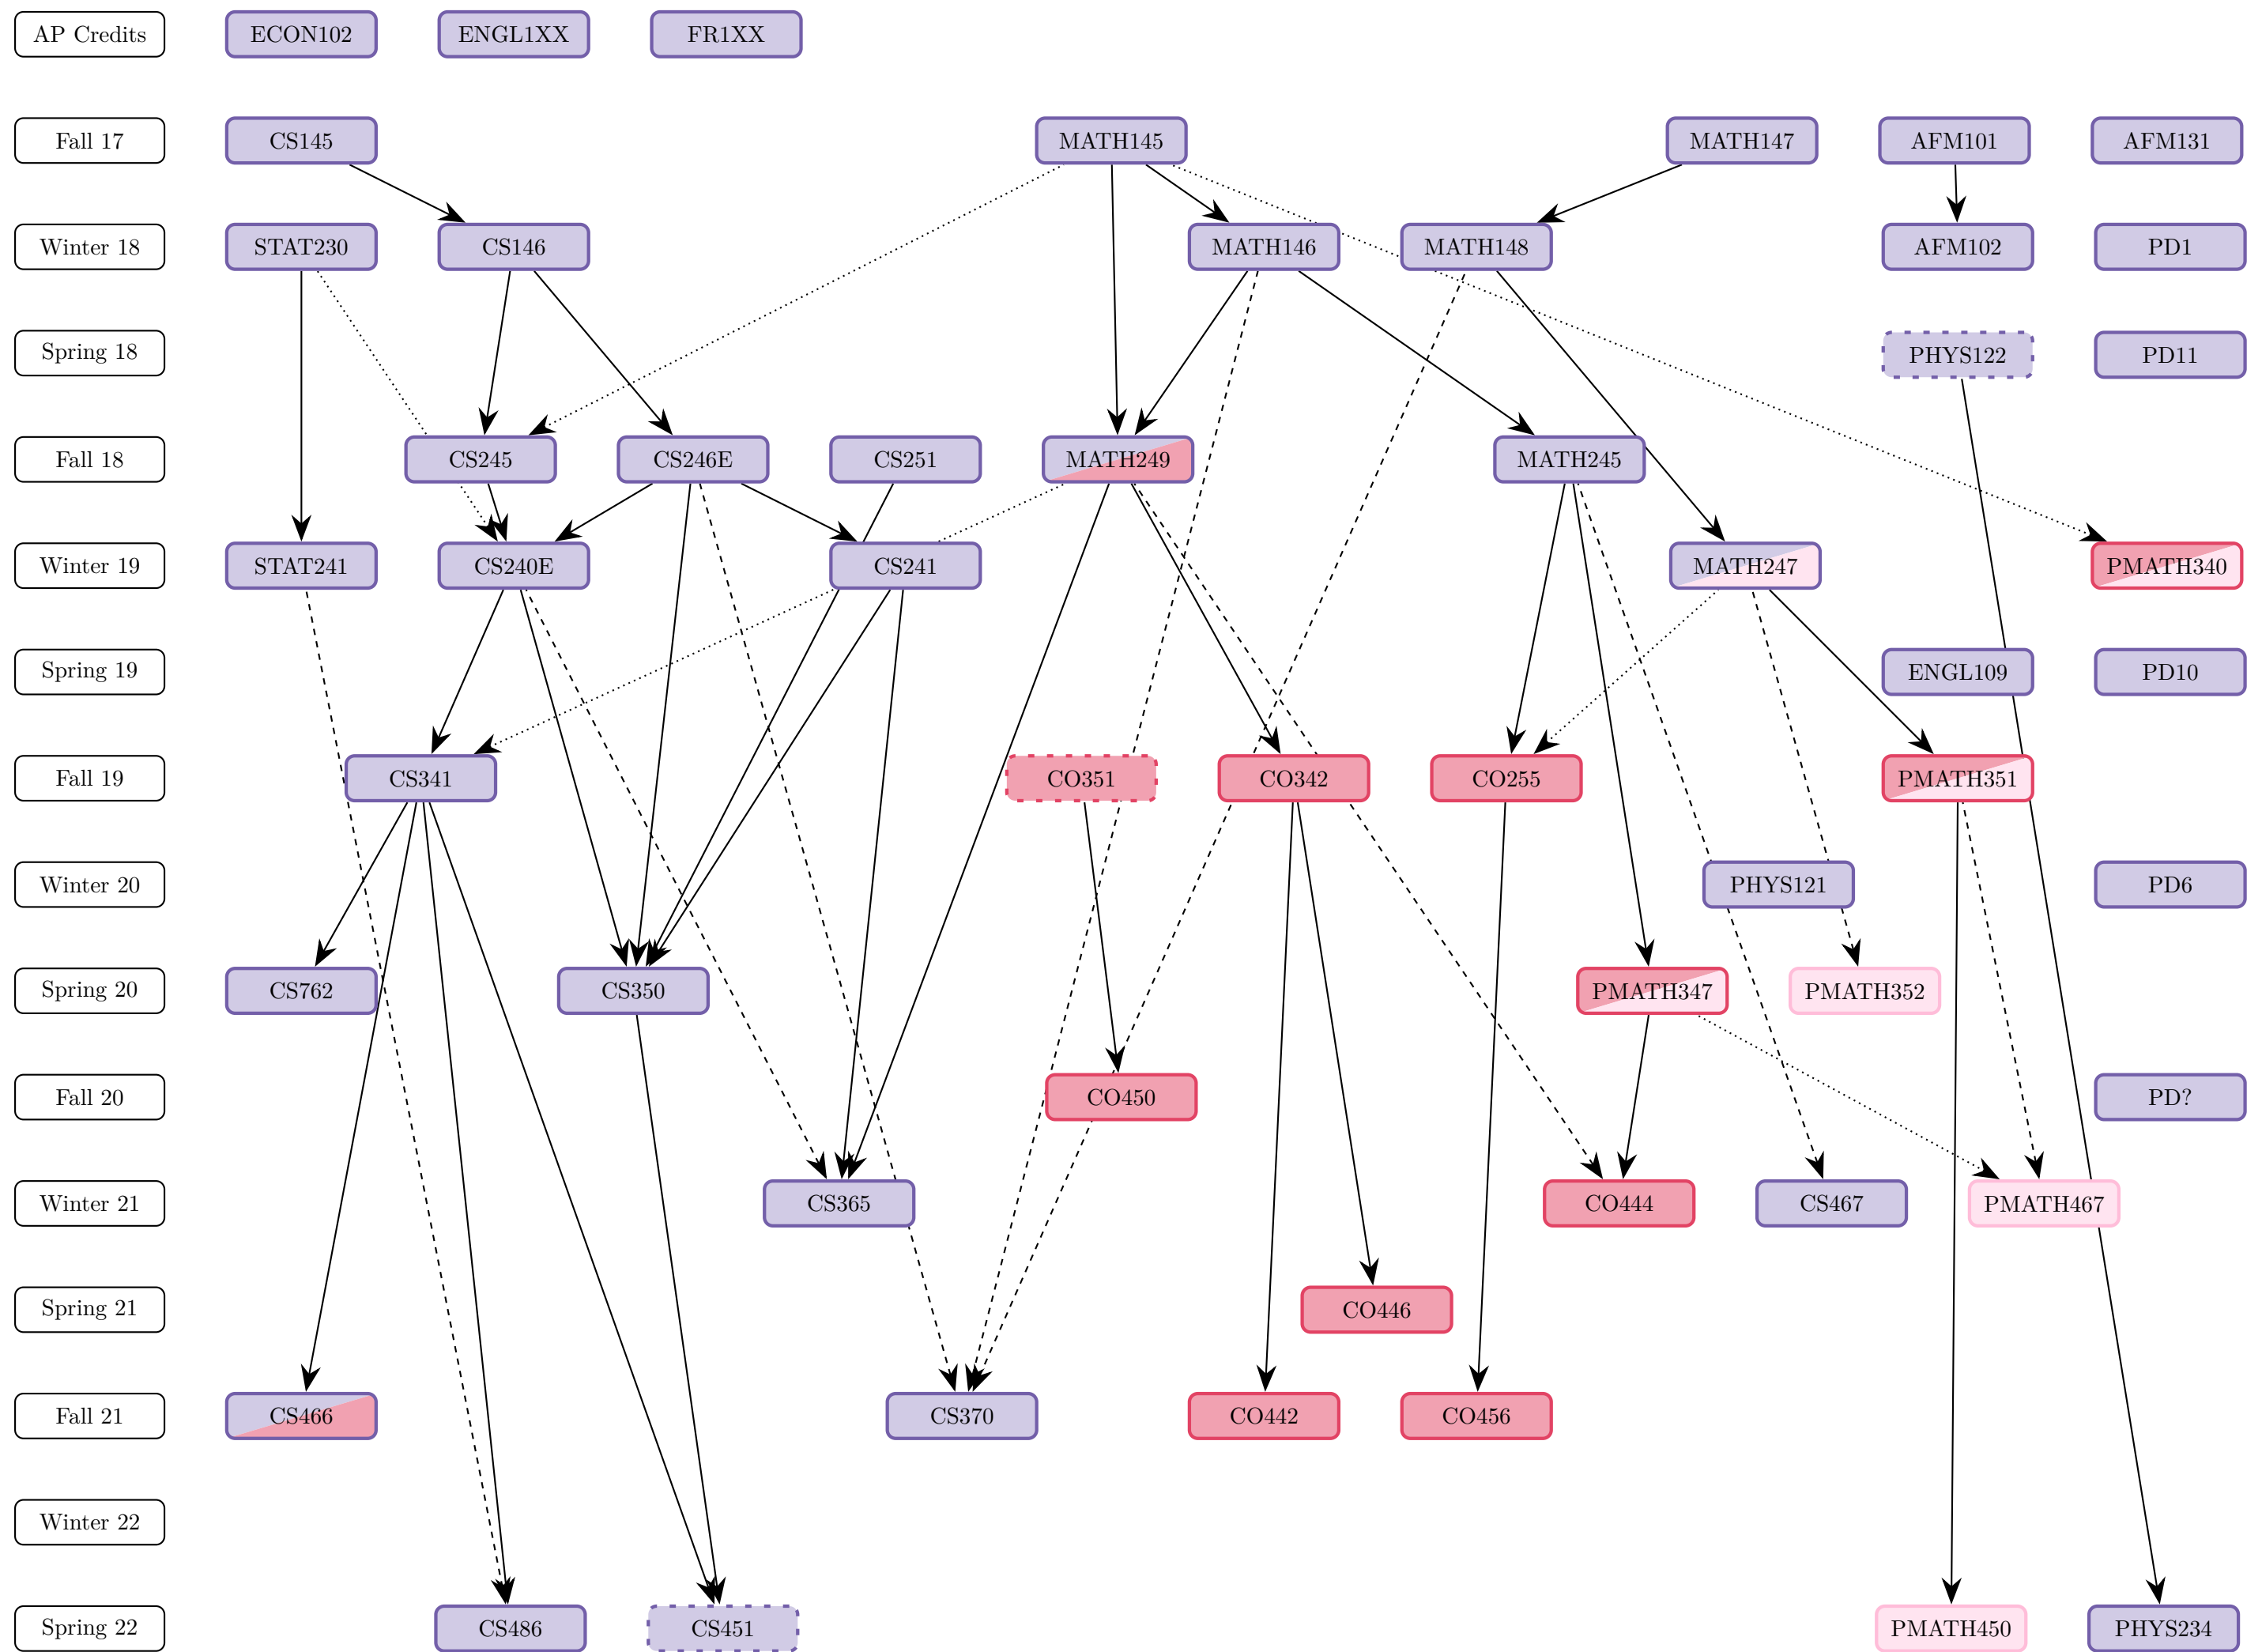 AP Credits ECON102 ENGL1XX FR1XX
Fall 17 CS145 MATH145 MATH147 AFM101 AFM131
Winter 18 STAT230 CS146 MATH146 MATH148 AFM102 PD1
Spring 18 PHYS122 PD11
Fall 18 CS245 CS246E CS251 MATH249 MATH245
Winter 19 STAT241 CS240E CS241 MATH247 PMATH340
Spring 19 ENGL109 PD10
Fall 19 CS341 CO351 CO342 CO255 PMATH351
Winter 20 PHYS121 PD6
Spring 20 CS762 CS350 PMATH347 PMATH352
Fall 20 CO450 PD?
Winter 21 CS365 CO444 CS467 PMATH467
Spring 21 CO446
Fall 21 CS466 CS370 CO442 CO456
Winter 22
Spring 22 CS486 CS451 PMATH450 PHYS234